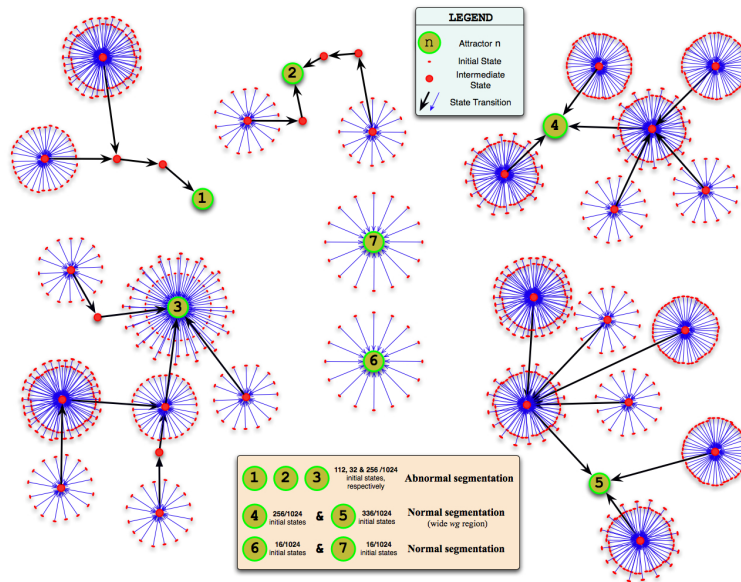 LEGEND
n Attractor n
Initial State
Intermediate
State
State Transition
2
4
1
7
3
6
5
1 2 3 112, 32 & 256 /1024
initial states,
respectively
Abnormal segmentation
4 256/1024
initial states
& 5 336/1024
initial states
Normal segmentation
(wide wg region)
6 16/1024
initial states
& 7 16/1024
initial states
Normal segmentation